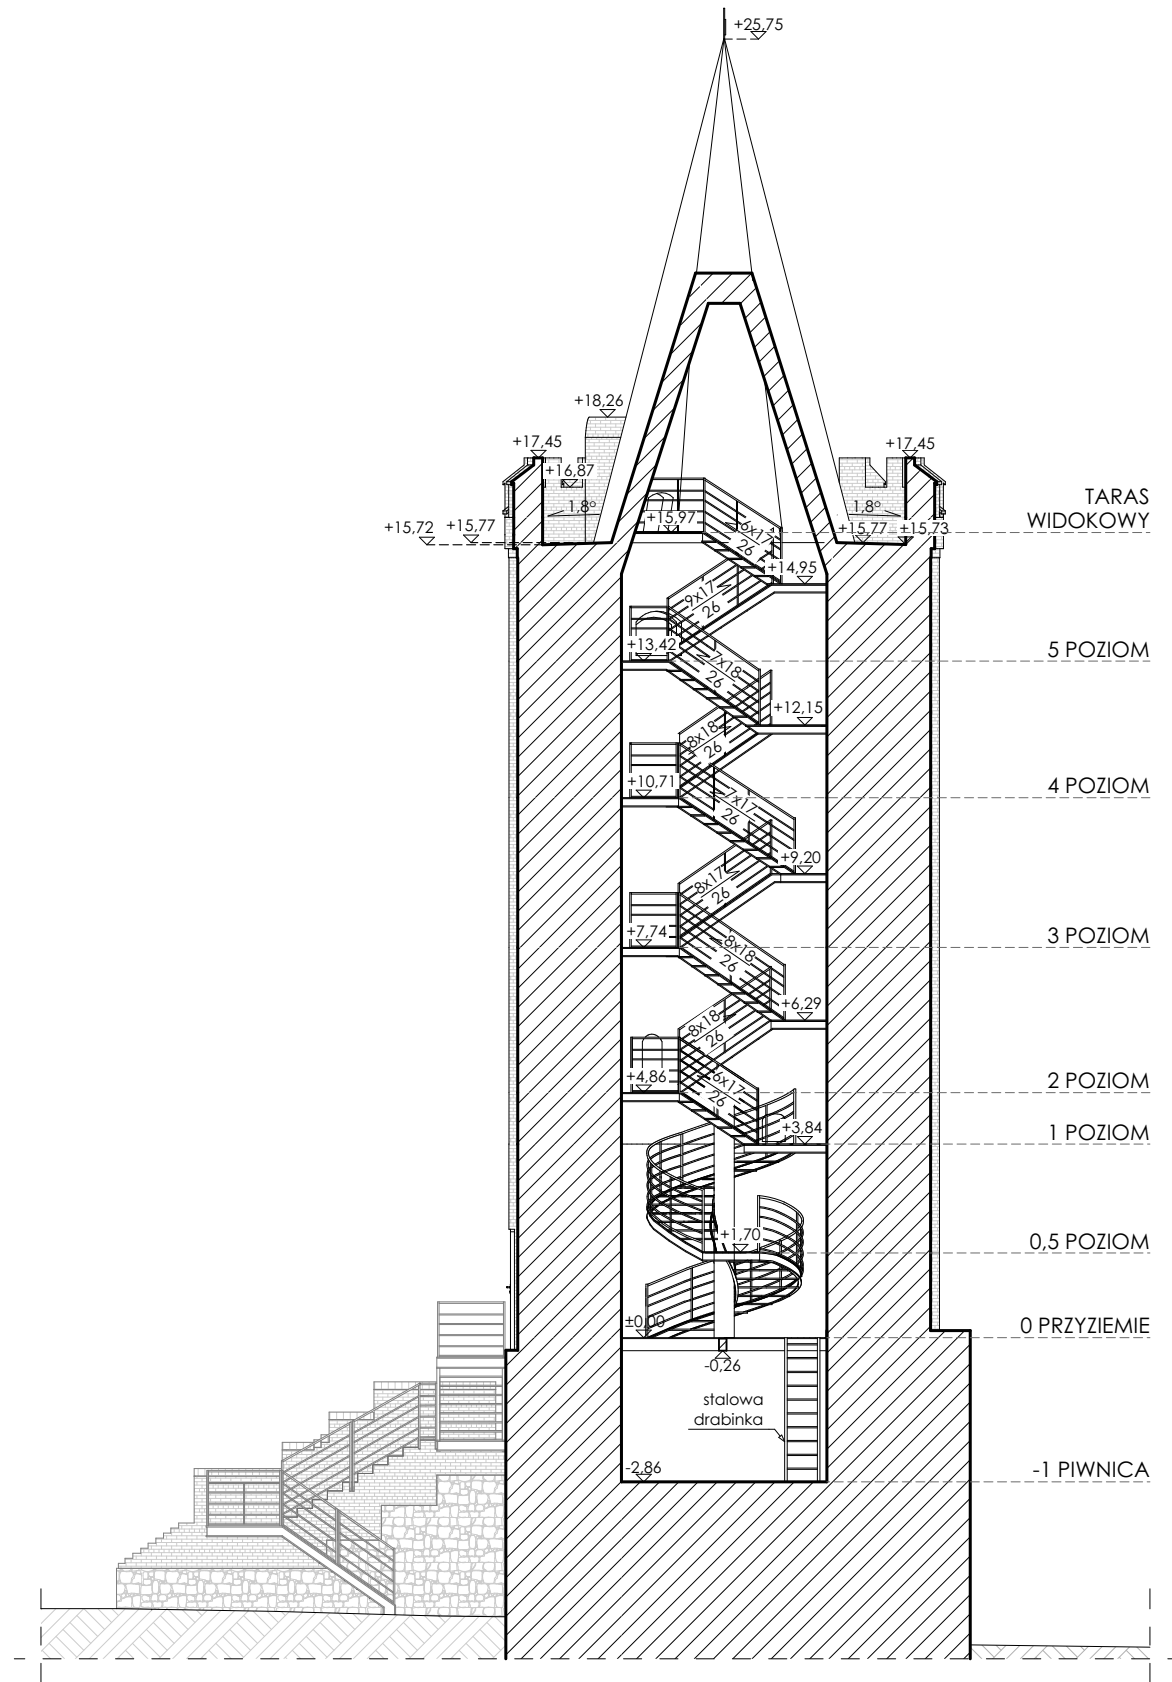 +25,75
+18,26
+17,45
+17,45
+16,87
1,8°
1,8°
TARAS
WIDOKOWY
+15,72
+15,77
+15,97
6x17
26
+15,77
+15,73
+14,95
9x17
26
+13,42
5 POZIOM
7x18
26
+12,15
8x18
26
+10,71
4 POZIOM
7x17
26
+9,20
8x17
26
+7,74
3 POZIOM
8x18
26
+6,29
8x18
26
+4,86
6x17
26
2 POZIOM
+3,84
1 POZIOM
+1,70
0,5 POZIOM
±0,00
0 PRZYZIEMIE
-0,26
stalowa
drabinka
-2,86
-1 PIWNICA